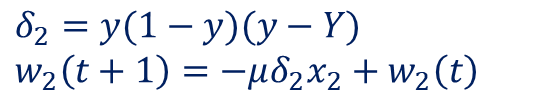 δ₂ = y(1 − y)(y − Y)
w₂(t + 1) = −μδ₂x₂ + w₂(t)